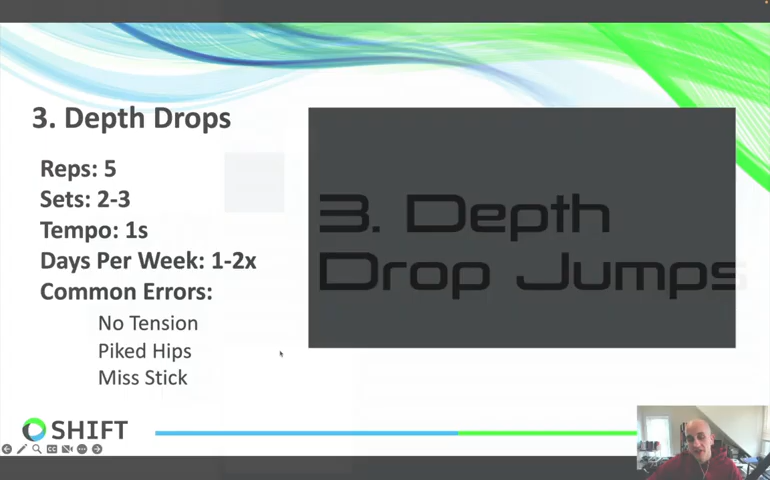 3. Depth Drops
Reps: 5
Sets: 2-3
Tempo: 1s
Days Per Week: 1-2x
Common Errors:
No Tension
Piked Hips
Miss Stick
3. Depth
Drop Jumps
SHIFT